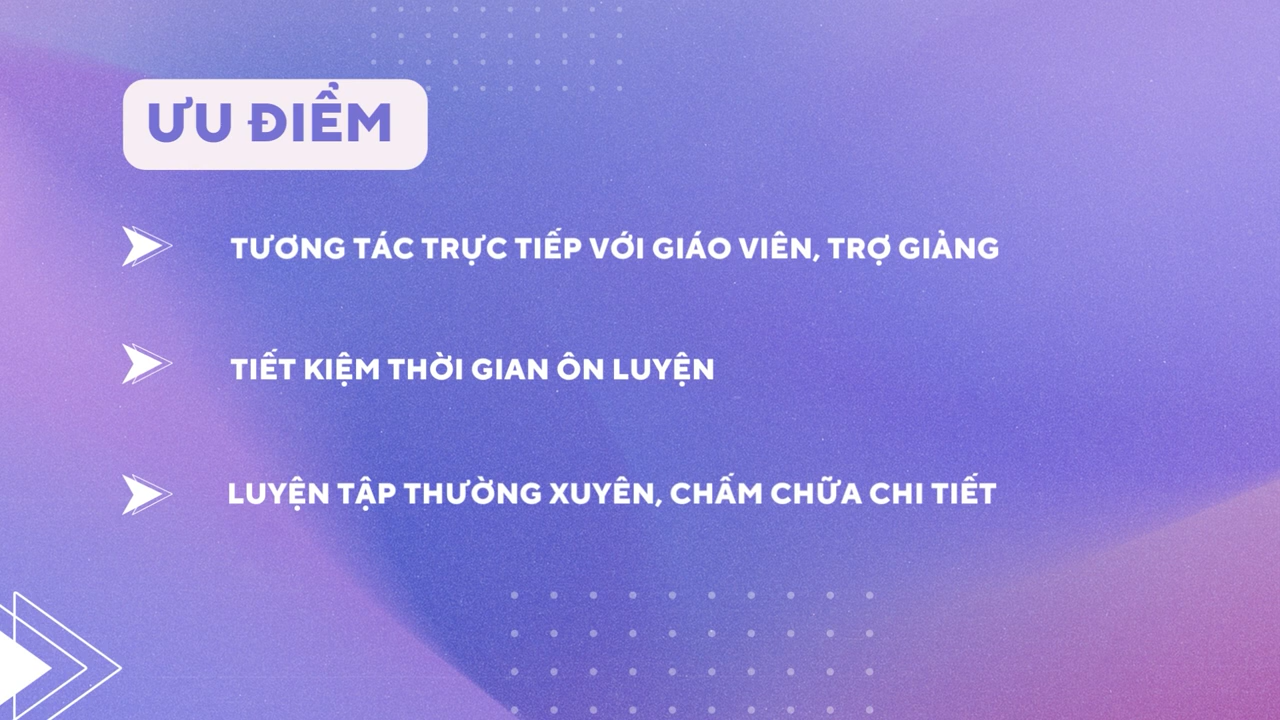 ƯU ĐIỂM
TƯƠNG TÁC TRỰC TIẾP VỚI GIÁO VIÊN, TRỢ GIẢNG
TIẾT KIỆM THỜI GIAN ÔN LUYỆN
LUYỆN TẬP THƯỜNG XUYÊN, CHẤM CHỮA CHI TIẾT